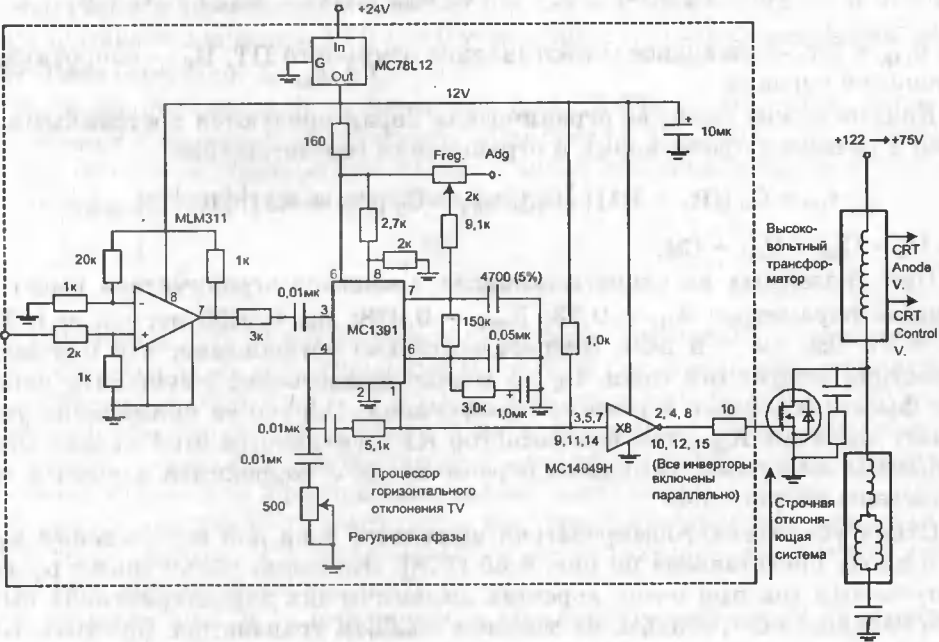 +24V
In
G
Out
MC78L12
12V
160
10мк
Freg.
Adg
2к
+122
+75V
MLM311
2,7к
9,1к
20к
1к
2к
Высоко-
вольтный
трансфор-
матор
CRT
Anode
V.
CRT
Control
V.
1к
8
7
0,01мк
6
8
7
4700 (5%)
3к
3
MC1391
150к
0,05мк
2к
4
6
1,0к
1к
2
1
3,0к
1,0мк
3,5,7
X8
2, 4, 8
10
0,01мк
5,1к
9,11,14
10, 12, 15
MC14049H
(Все инверторы
включены
параллельно)
0,01мк
500
Процессор
горизонтального
отклонения TV
Регулировка фазы
Строчная
отклоня-
ющая
система